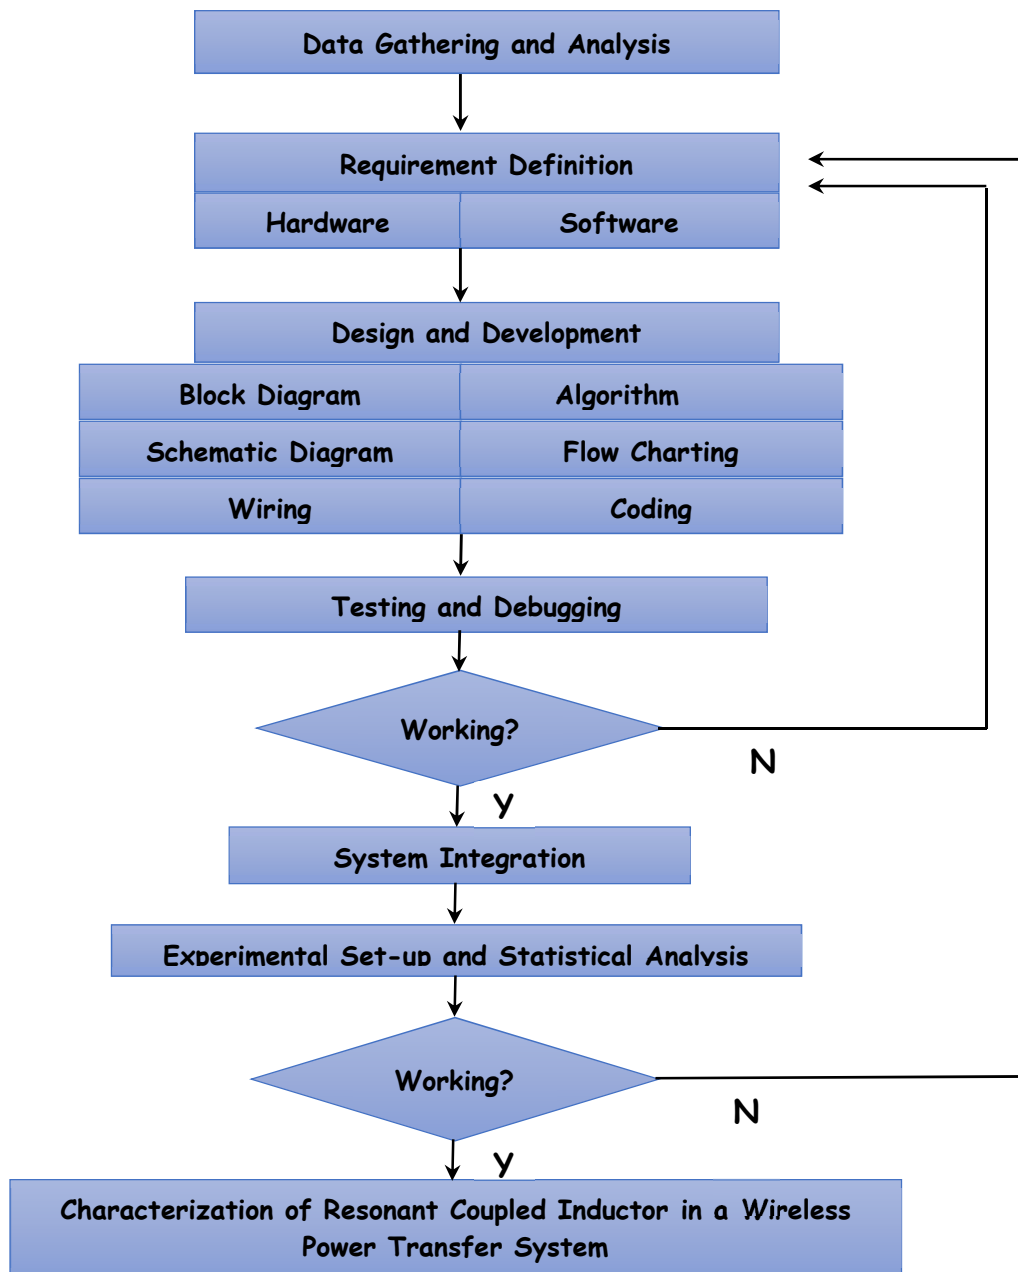 Data Gathering and Analysis
Requirement Definition
Hardware
Software
Design and Development
Block Diagram
Algorithm
Schematic Diagram
Flow Charting
Wiring
Coding
Testing and Debugging
Working?
N
Y
System Integration
Experimental Set-up and Statistical Analysis
Working?
N
Y
Characterization of Resonant Coupled Inductor in a Wireless
Power Transfer System